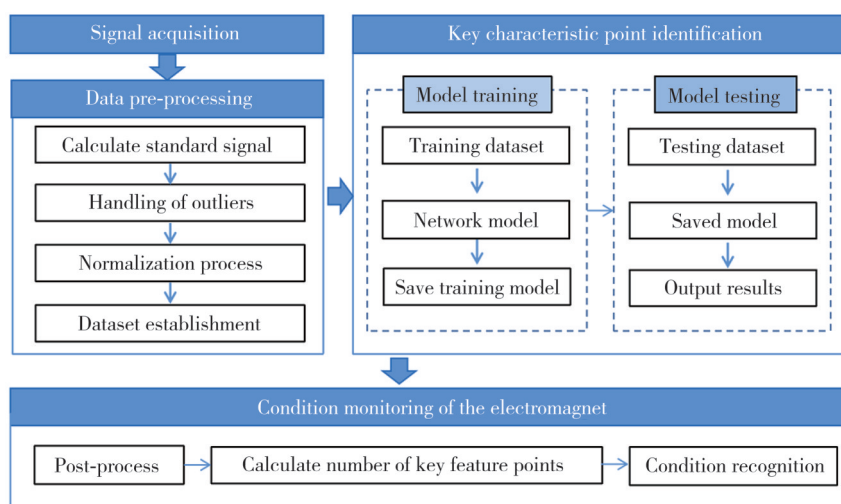 Signal acquisition
Data pre-processing
Calculate standard signal
Handling of outliers
Normalization process
Dataset establishment
Key characteristic point identification
Model training
Training dataset
Network model
Save training model
Model testing
Testing dataset
Saved model
Output results
Condition monitoring of the electromagnet
Post-process
Calculate number of key feature points
Condition recognition